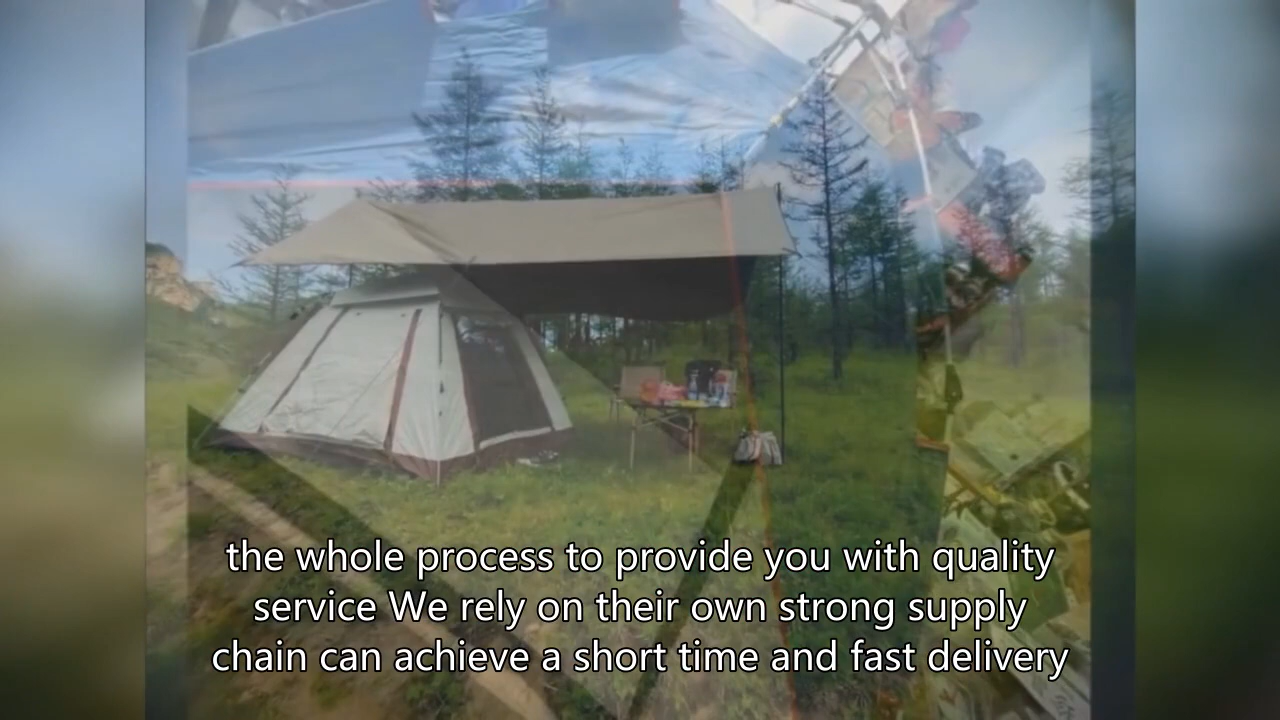 the whole process to provide you with quality
service We rely on their own strong supply
chain can achieve a short time and fast delivery